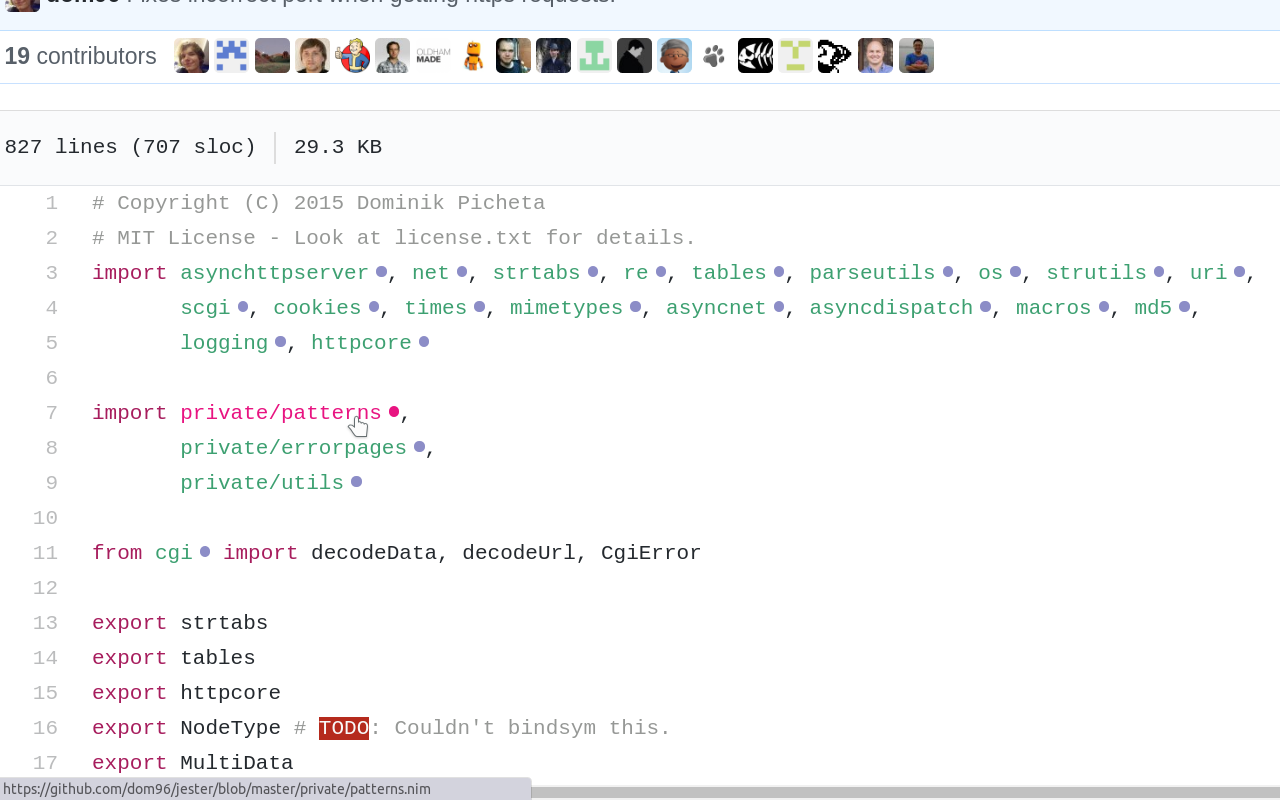 dom96 Fixes incorrect port when getting https requests.
19 contributors
OLDHAM
MADE
827 lines (707 sloc) 29.3 KB
1 # Copyright (C) 2015 Dominik Picheta
2 # MIT License - Look at license.txt for details.
3 import asynchttpserver, net, strtabs, re, tables, parseutils, os, strutils, uri,
4 scgi, cookies, times, mimetypes, asyncnet, asyncdispatch, macros, md5,
5 logging, httpcore
6
7 import private/patterns,
8 private/errorpages,
9 private/utils
10
11 from cgi import decodeData, decodeUrl, CgiError
12
13 export strtabs
14 export tables
15 export httpcore
16 export NodeType # TODO: Couldn't bindsym this.
17 export MultiData
https://github.com/dom96/jester/blob/master/private/patterns.nim